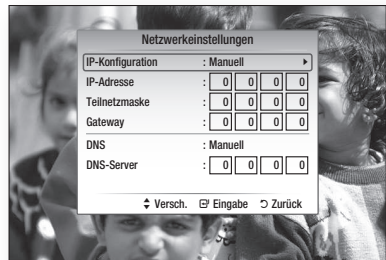 Netzwerkeinstellungen
IP-Konfiguration : Manuell
IP-Adresse : 0 0 0 0
Teilnetzmaske : 0 0 0 0
Gateway : 0 0 0 0
DNS : Manuell
DNS-Server : 0 0 0 0
Versch. Eingabe Zurück